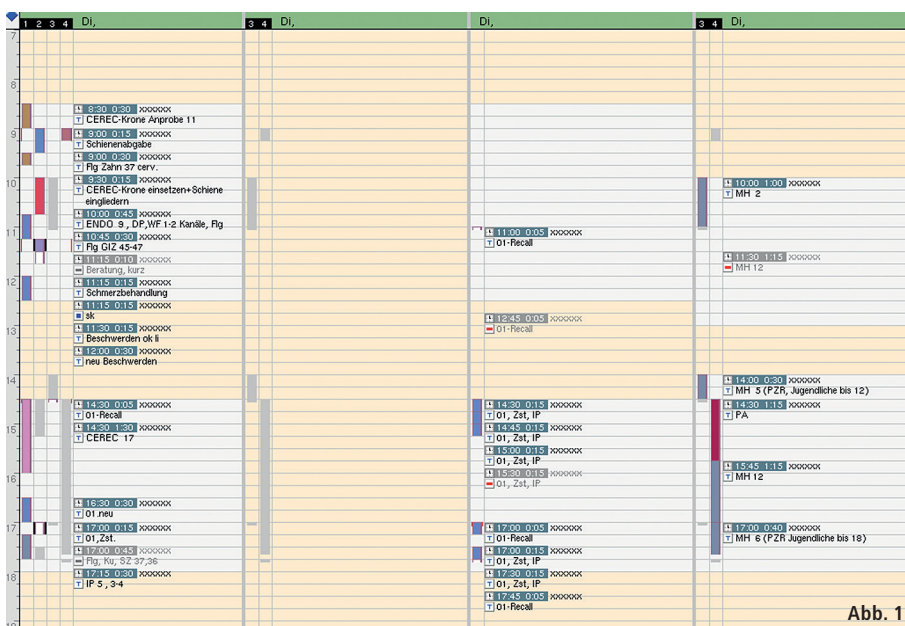 1 2 3 4 Di,
3 4 Di,
Di,
3 4 Di,
7
8
9
10
11
12
13
14
15
16
17
18
8:30 0:30 XXXXXX
CEREC-Krone Anprobe 11
9:00 0:15 XXXXXX
Schienenabgabe
9:00 0:30 XXXXXX
Flg Zahn 37 cerv.
9:30 0:15 XXXXXX
CEREC-Krone einsetzen+Schiene
eingliedern
10:00 0:45 XXXXXX
ENDO 9 , DP,WF 1-2 Kanäle, Flg
10:45 0:30 XXXXXX
Flg GIZ 45-47
11:15 0:10 XXXXXX
Beratung, kurz
11:15 0:15 XXXXXX
Schmerzbehandlung
11:15 0:15 XXXXXX
sk
11:30 0:15 XXXXXX
Beschwerden ok li
12:00 0:30 XXXXXX
neu Beschwerden
14:30 0:05 XXXXXX
01-Recall
14:30 1:30 XXXXXX
CEREC 17
16:30 0:30 XXXXXX
01.neu
17:00 0:15 XXXXXX
01,Zst.
17:00 0:45 XXXXXX
Flg, Ku, SZ 37,36
17:15 0:30 XXXXXX
IP 5 , 3-4
11:00 0:05 XXXXXX
01-Recall
12:45 0:05 XXXXXX
01-Recall
14:30 0:15 XXXXXX
01, Zst, IP
14:45 0:15 XXXXXX
01, Zst, IP
15:00 0:15 XXXXXX
01, Zst, IP
15:30 0:15 XXXXXX
01, Zst, IP
17:00 0:05 XXXXXX
01-Recall
17:00 0:15 XXXXXX
01, Zst, IP
17:30 0:15 XXXXXX
01, Zst, IP
17:45 0:05 XXXXXX
01-Recall
10:00 1:00 XXXXXX
MH 2
11:30 1:15 XXXXXX
MH 12
14:00 0:30 XXXXXX
MH 5 (PZR, Jugendliche bis 12)
14:30 1:15 XXXXXX
PA
15:45 1:15 XXXXXX
MH 12
17:00 0:40 XXXXXX
MH 6 (PZR Jugendliche bis 18)
Abb. 1